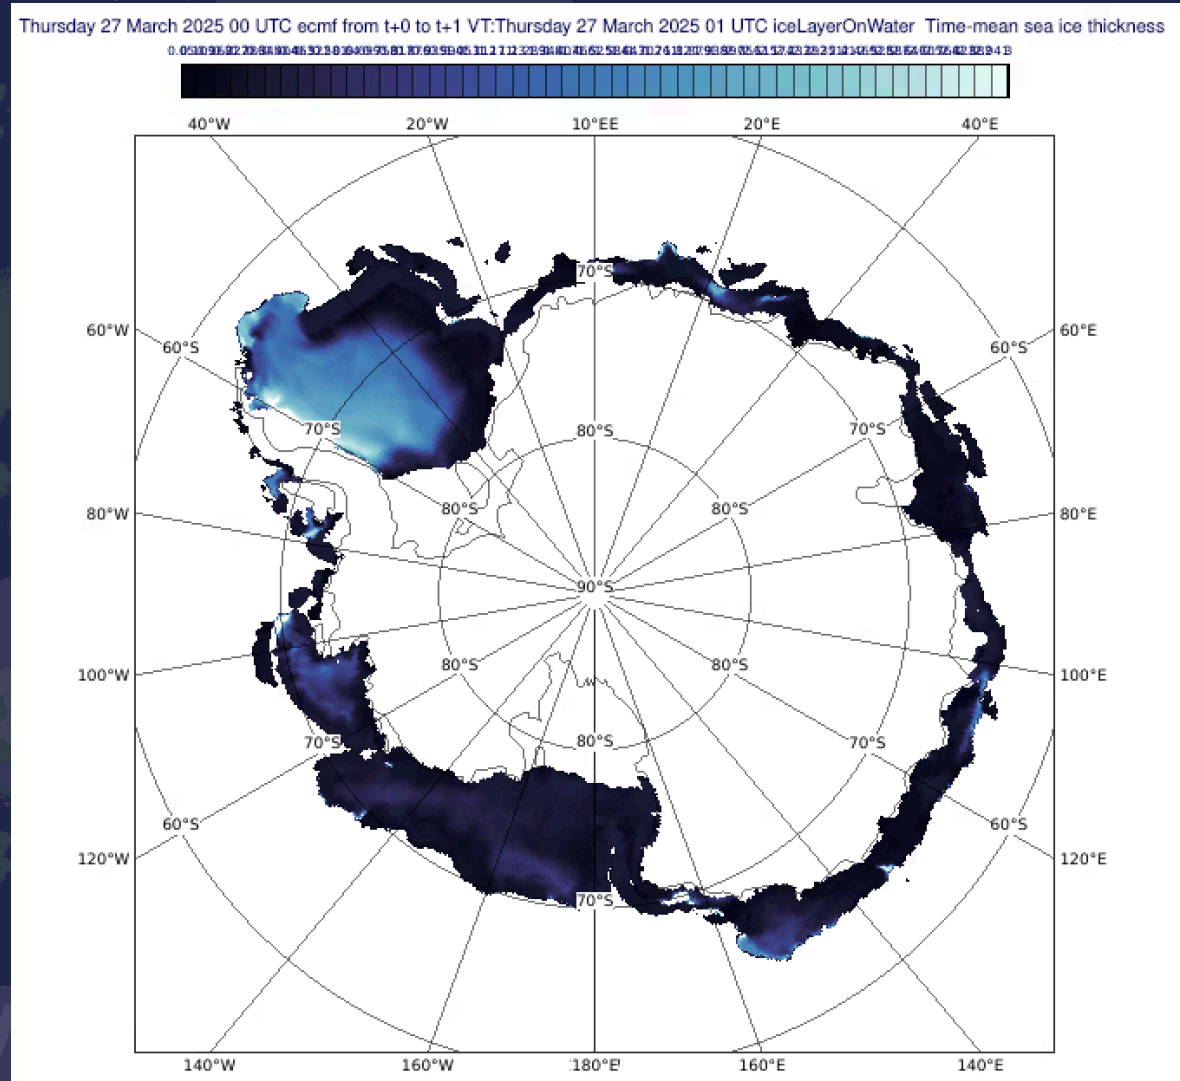 Thursday 27 March 2025 00 UTC ecmf from t+0 to t+1 VT:Thursday 27 March 2025 01 UTC iceLayerOnWater Time-mean sea ice thickness
40°W 20°W 10°EE 20°E 40°E
70°S
60°W 60°E
60°S 60°S
70°S 80°S 70°S
80°W 80°S 80°S 80°E
90°S
100°W 80°S 80°S 100°E
70°S 80°S 70°S
60°S 60°S
120°W 120°E
70°S
140°W 160°W 180°E 160°E 140°E